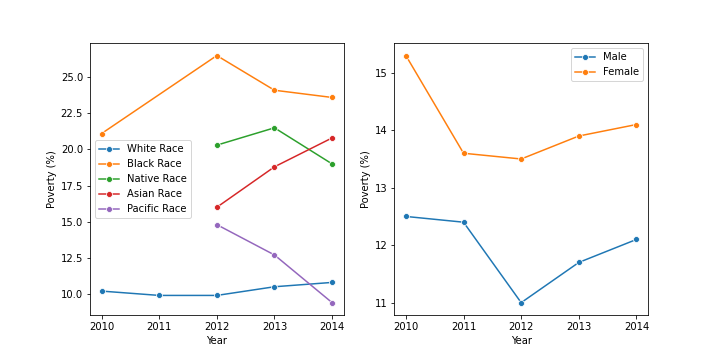 Poverty (%)
25.0
22.5
20.0
17.5
15.0
12.5
10.0
White Race
Black Race
Native Race
Asian Race
Pacific Race
2010 2011 2012 2013 2014
Year
Poverty (%)
15
14
13
12
11
Male
Female
2010 2011 2012 2013 2014
Year